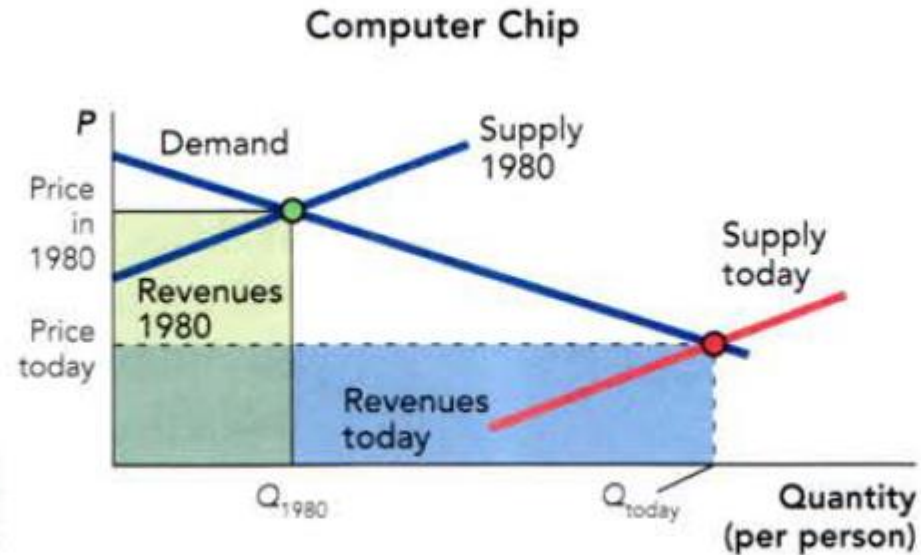 Computer Chip
P
Demand
Supply
1980
Price
in
1980
Supply
today
Revenues
1980
Price
today
Revenues
today
Q1980
Qtoday
Quantity
(per person)